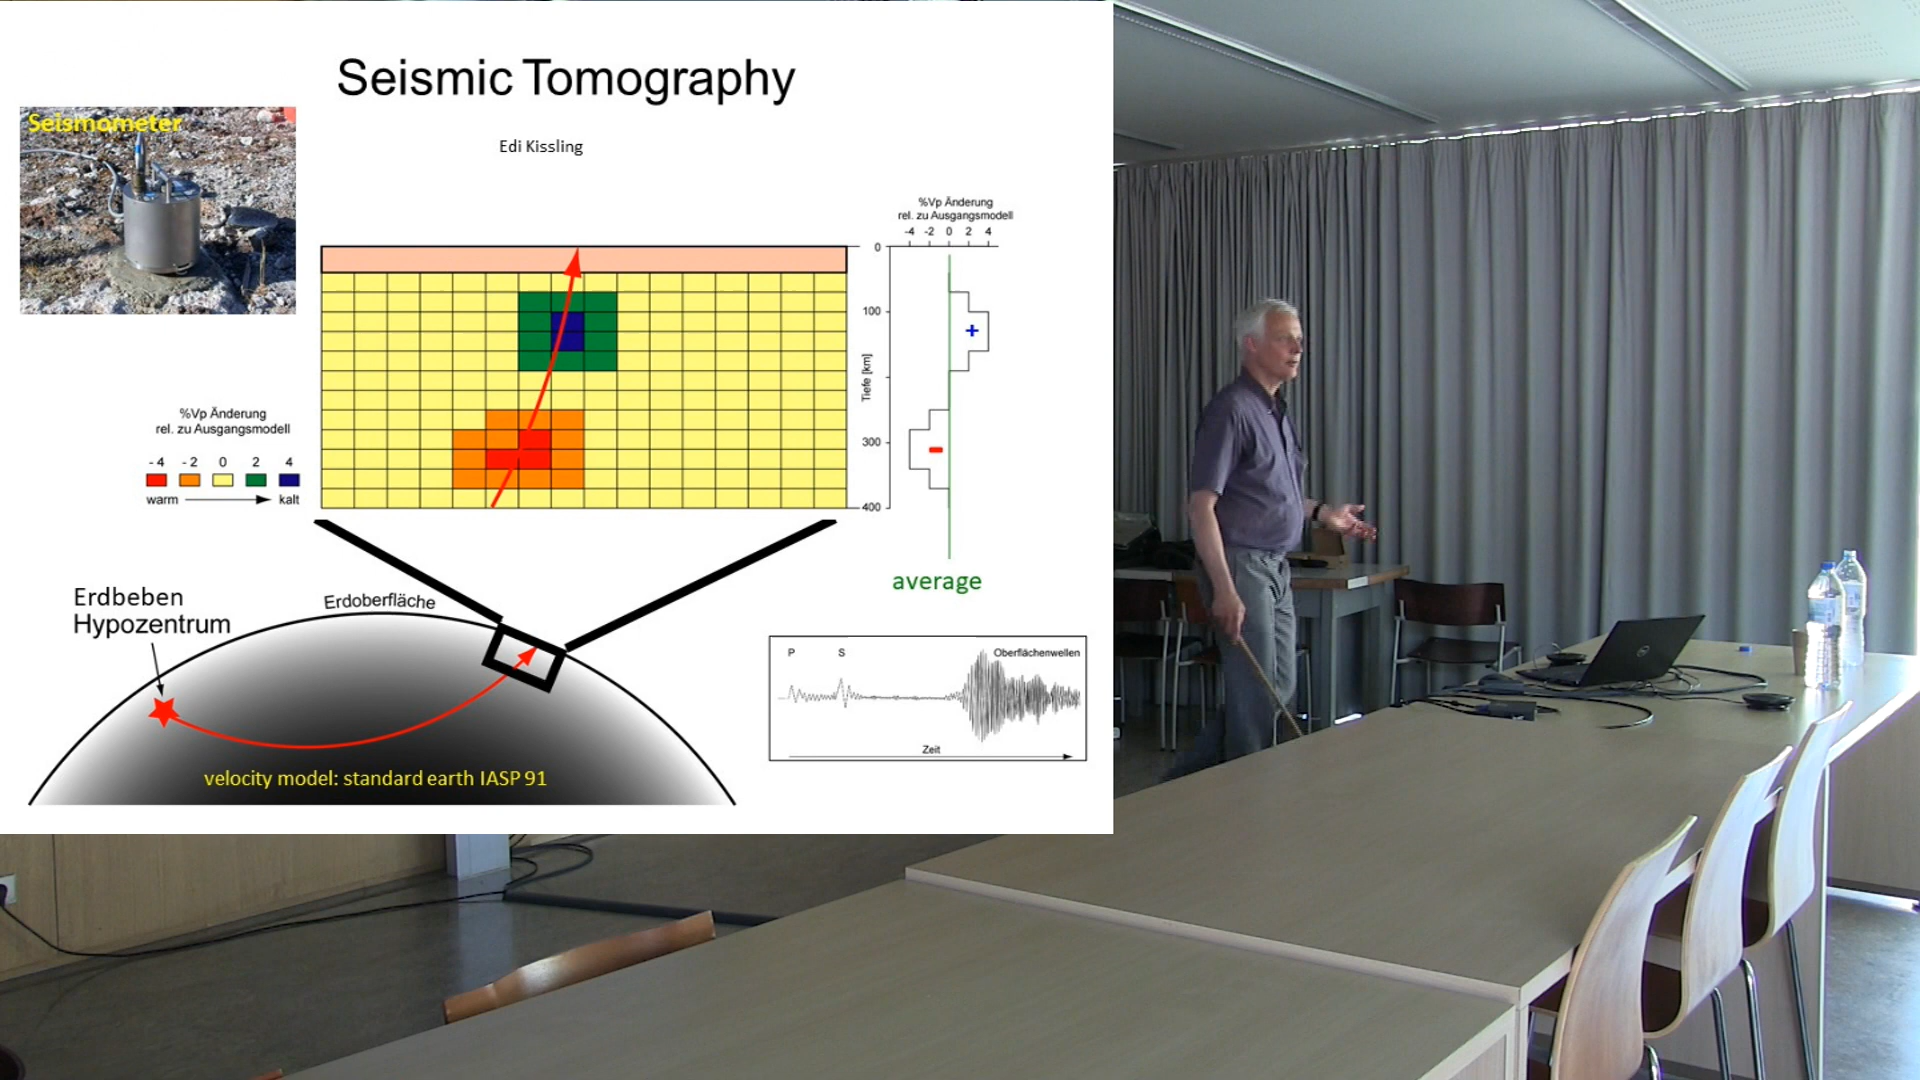 Seismic Tomography
Edi Kissling
Seismometer
%Vp Änderung
rel. zu Ausgangsmodell
-4 -2 0 2 4
0
100
300
400
Tiefe [km]
+
-
average
%Vp Änderung
rel. zu Ausgangsmodell
- 4 - 2 0 2 4
warm kalt
Erdbeben
Hypozentrum
Erdoberfläche
velocity model: standard earth IASP 91
P S Oberflächenwellen
Zeit